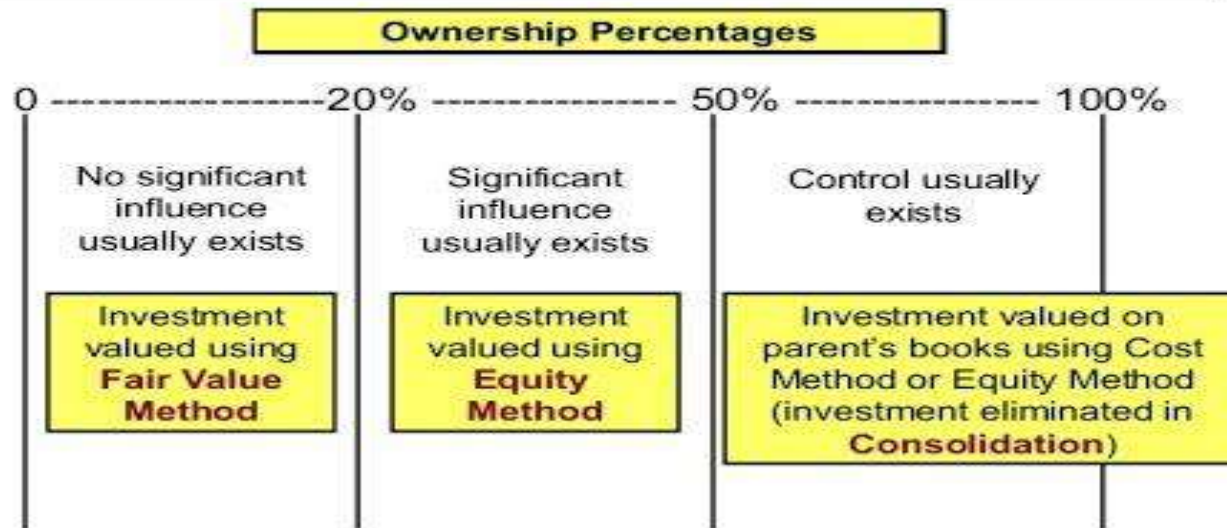 Ownership Percentages
0 --------------------20% ------------------ 50% ------------------ 100%
No significant
influence
usually exists
Significant
influence
usually exists
Control usually
exists
Investment
valued using
Fair Value
Method
Investment
valued using
Equity
Method
Investment valued on
parent's books using Cost
Method or Equity Method
(investment eliminated in
Consolidation)